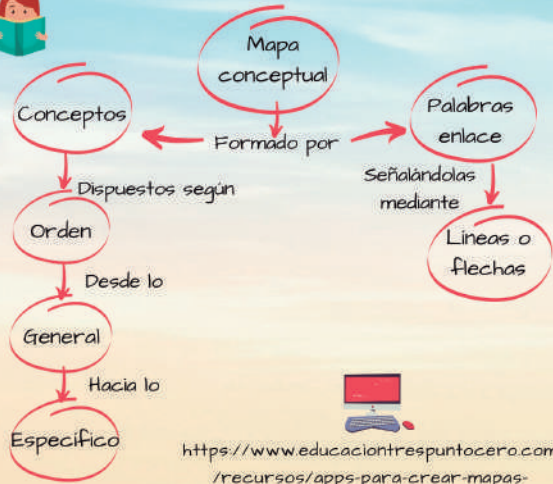 Mapa
conceptual
Conceptos
Formado por
Palabras
enlace
Dispuestos según
Señalándolas
mediante
Orden
Líneas o
flechas
Desde lo
General
Hacia lo
Específico
https://www.educaciontrespuntocero.com
/recursos/apps-para-crear-mapas-